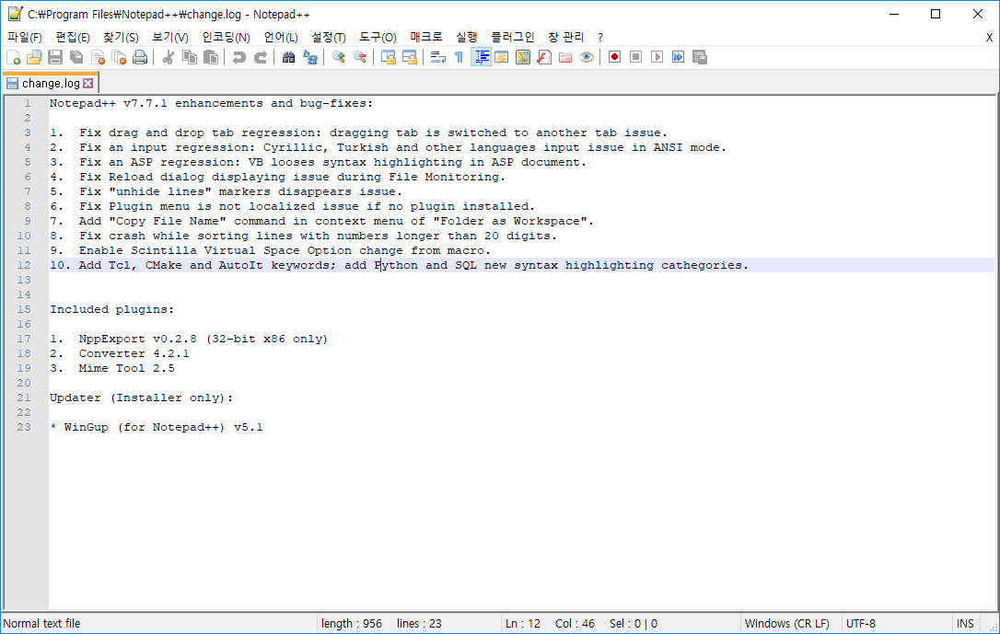 C:₩Program Files₩Notepad++₩change.log - Notepad++
파일(F) 편집(E) 찾기(S) 보기(V) 인코딩(N) 언어(L) 설정(T) 도구(O) 매크로 실행 플러그인 창 관리 ? X
change.log
1 Notepad++ v7.7.1 enhancements and bug-fixes:
2
3 1. Fix drag and drop tab regression: dragging tab is switched to another tab issue.
4 2. Fix an input regression: Cyrillic, Turkish and other languages input issue in ANSI mode.
5 3. Fix an ASP regression: VB looses syntax highlighting in ASP document.
6 4. Fix Reload dialog displaying issue during File Monitoring.
7 5. Fix "unhide lines" markers disappears issue.
8 6. Fix Plugin menu is not localized issue if no plugin installed.
9 7. Add "Copy File Name" command in context menu of "Folder as Workspace".
10 8. Fix crash while sorting lines with numbers longer than 20 digits.
11 9. Enable Scintilla Virtual Space Option change from macro.
12 10. Add Tcl, CMake and AutoIt keywords; add Python and SQL new syntax highlighting cathegories.
13
14
15 Included plugins:
16
17 1. NppExport v0.2.8 (32-bit x86 only)
18 2. Converter 4.2.1
19 3. Mime Tool 2.5
20
21 Updater (Installer only):
22
23 * WinGup (for Notepad++) v5.1
Normal text file length : 956 lines : 23 Ln : 12 Col : 46 Sel : 0 | 0 Windows (CR LF) UTF-8 INS